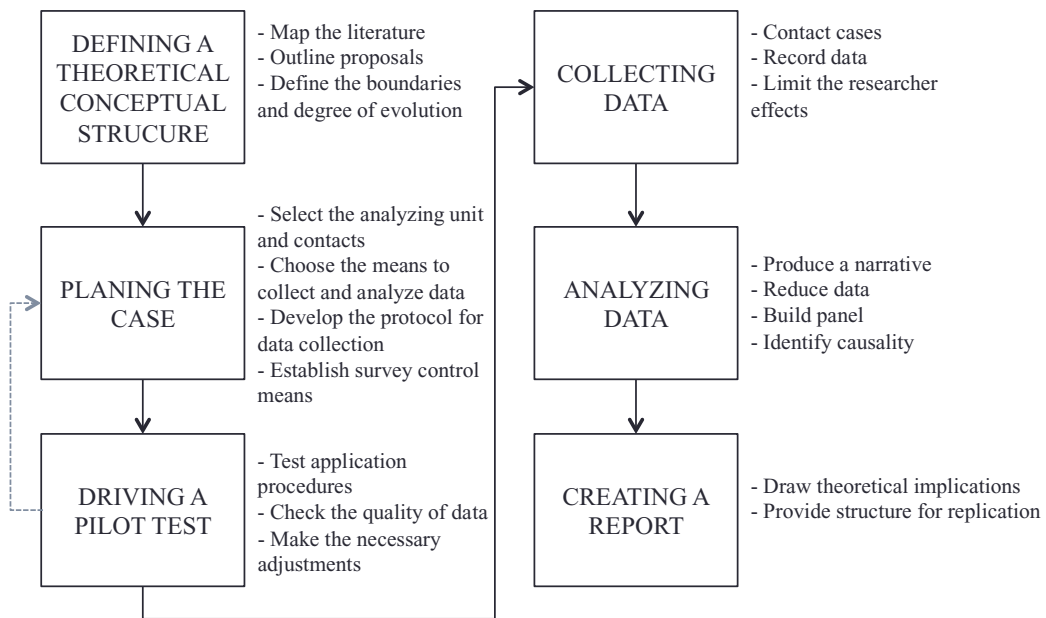 DEFINING A
THEORETICAL
CONCEPTUAL
STRUCURE
- Map the literature
- Outline proposals
- Define the boundaries
and degree of evolution
PLANING THE
CASE
- Select the analyzing unit
and contacts
- Choose the means to
collect and analyze data
- Develop the protocol for
data collection
- Establish survey control
means
DRIVING A
PILOT TEST
- Test application
procedures
- Check the quality of data
- Make the necessary
adjustments
COLLECTING
DATA
- Contact cases
- Record data
- Limit the researcher
effects
ANALYZING
DATA
- Produce a narrative
- Reduce data
- Build panel
- Identify causality
CREATING A
REPORT
- Draw theoretical implications
- Provide structure for replication